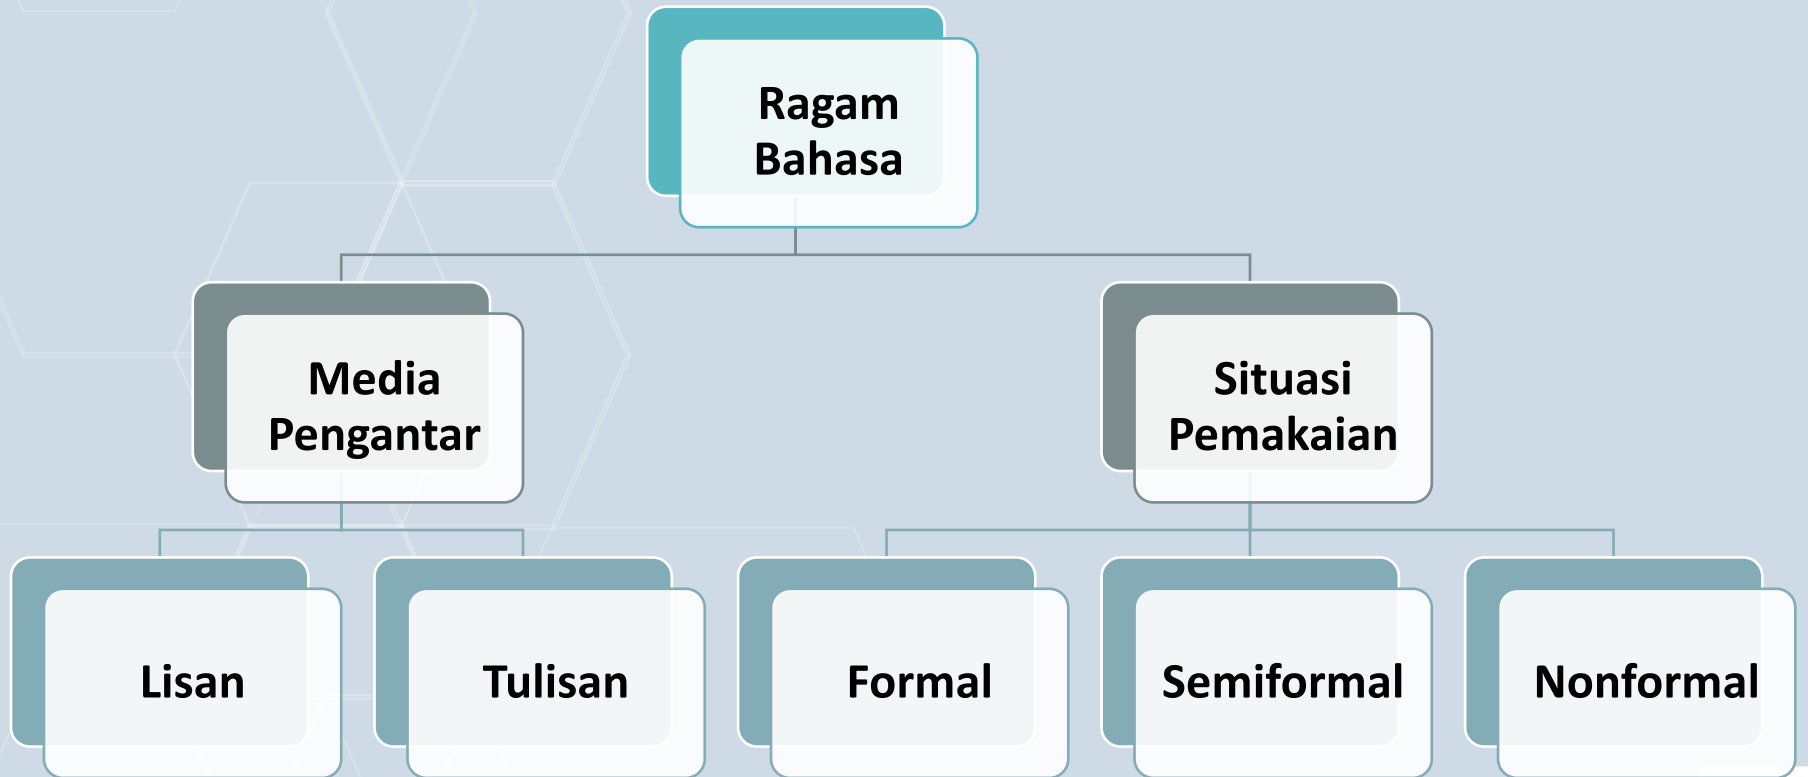 Ragam
Bahasa
Media
Pengantar
Situasi
Pemakaian
Lisan
Tulisan
Formal
Semiformal
Nonformal